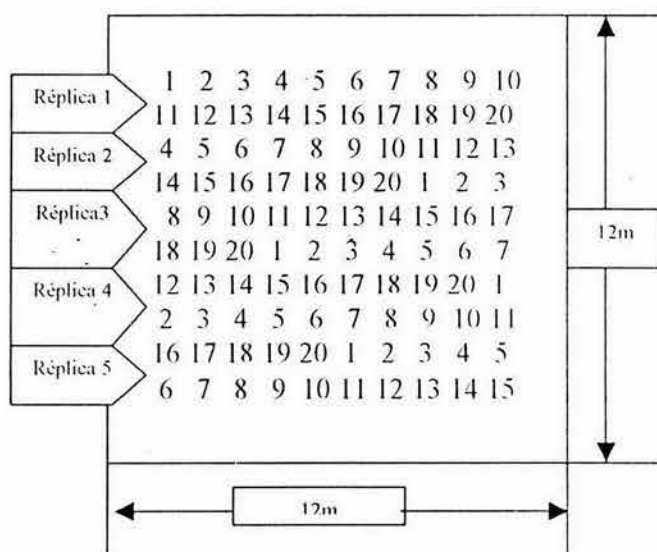 Réplica 1
1 2 3 4 5 6 7 8 9 10
11 12 13 14 15 16 17 18 19 20
Réplica 2
4 5 6 7 8 9 10 11 12 13
14 15 16 17 18 19 20 1 2 3
Réplica3
8 9 10 11 12 13 14 15 16 17
18 19 20 1 2 3 4 5 6 7
Réplica 4
12 13 14 15 16 17 18 19 20 1
2 3 4 5 6 7 8 9 10 11
Réplica 5
16 17 18 19 20 1 2 3 4 5
6 7 8 9 10 11 12 13 14 15
12m
12m